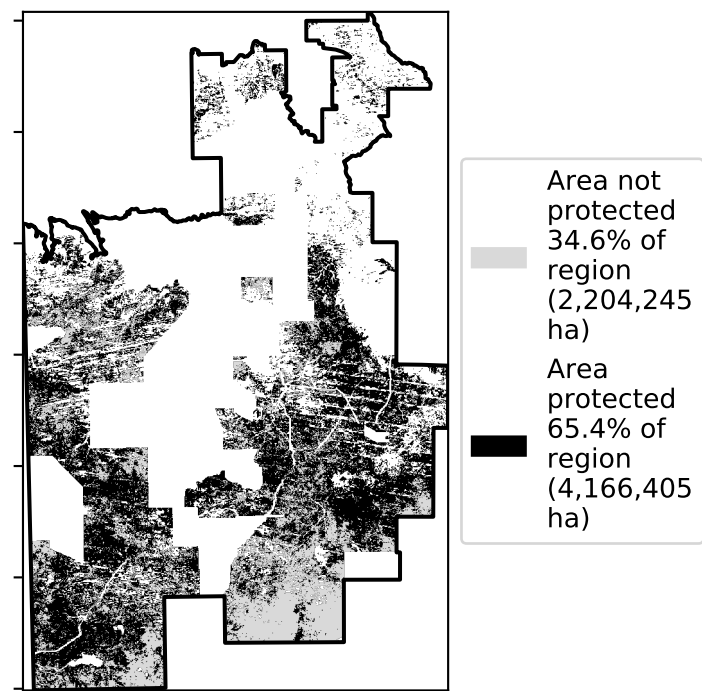 Area not
protected
34.6% of
region
(2,204,245
ha)
Area
protected
65.4% of
region
(4,166,405
ha)